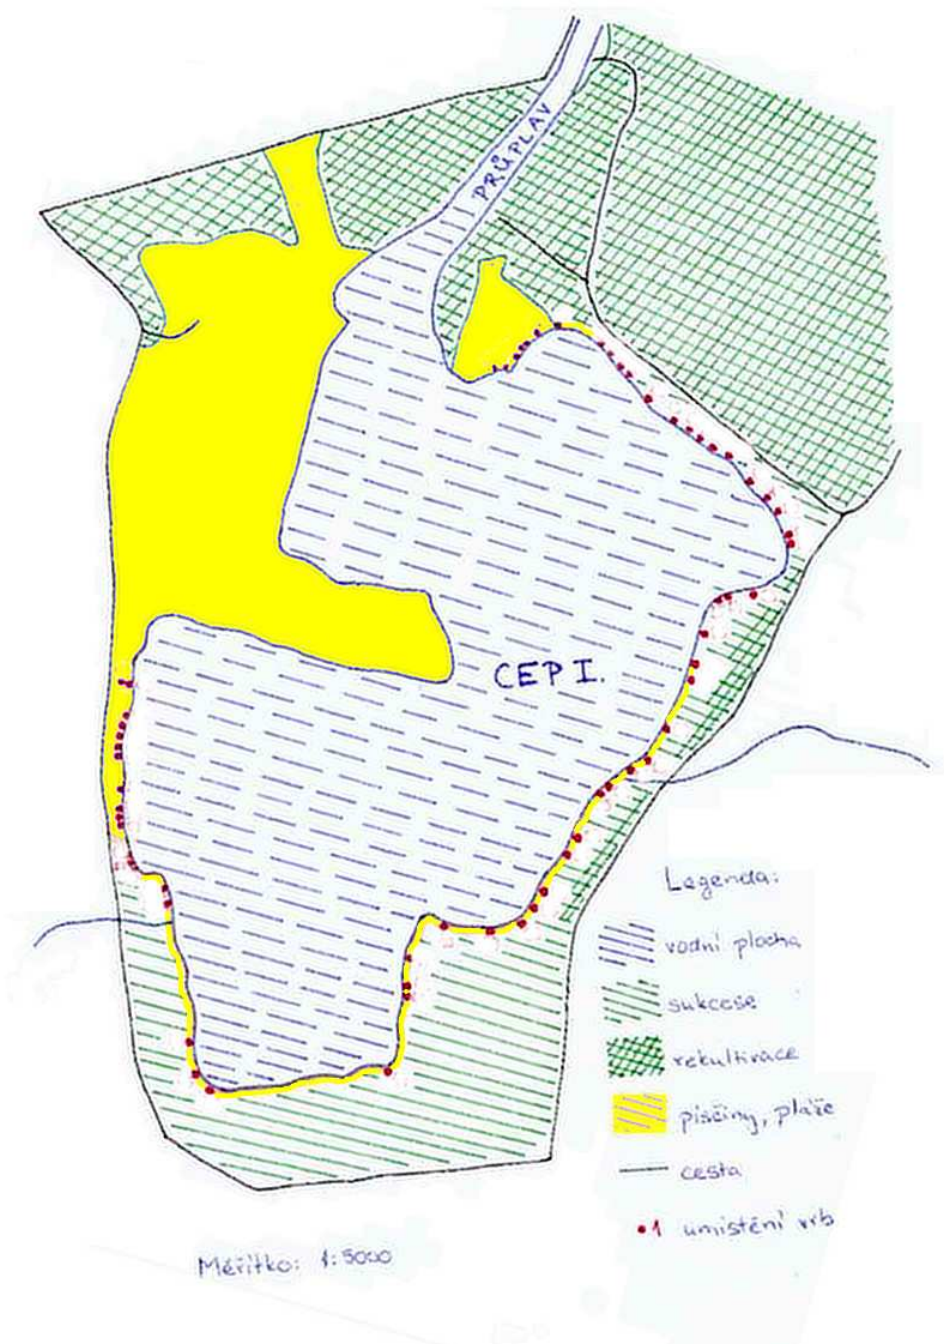 PRŮPLAV
CEP I.
Legenda:
vodní plocha
sukcese
rekultivace
písčiny, pláže
cesta
1 umístění vrb
Měřítko: 1:5000